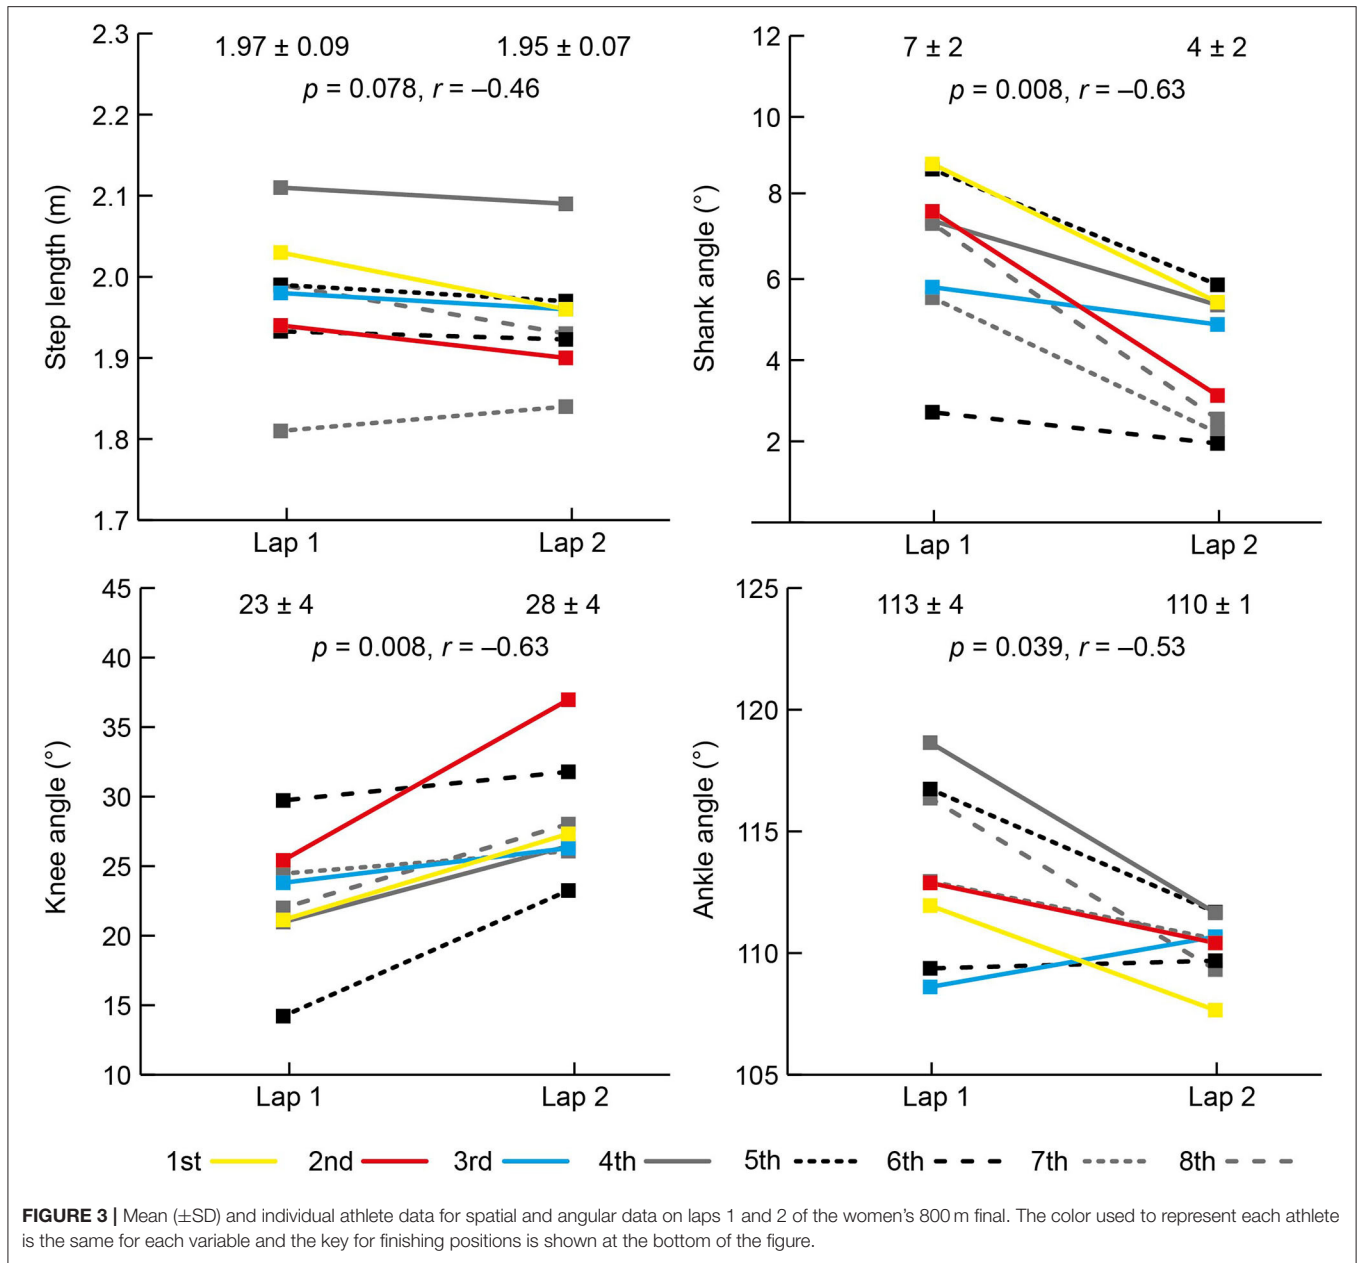 2.3
1.97 ± 0.09
1.95 ± 0.07
p = 0.078, r = –0.46
2.2
2.1
2.0
1.9
1.8
1.7
Step length (m)
Lap 1
Lap 2
12
7 ± 2
4 ± 2
p = 0.008, r = –0.63
10
8
6
4
2
Shank angle (°)
Lap 1
Lap 2
45
23 ± 4
28 ± 4
p = 0.008, r = –0.63
40
35
30
25
20
15
10
Knee angle (°)
Lap 1
Lap 2
125
113 ± 4
110 ± 1
p = 0.039, r = –0.53
120
115
110
105
Ankle angle (°)
Lap 1
Lap 2
1st 2nd 3rd 4th 5th 6th 7th 8th
FIGURE 3 | Mean (±SD) and individual athlete data for spatial and angular data on laps 1 and 2 of the women's 800 m final. The color used to represent each athlete
is the same for each variable and the key for finishing positions is shown at the bottom of the figure.